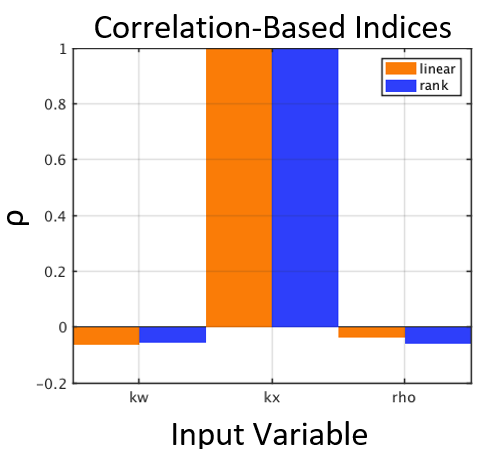 Correlation-Based Indices
linear
rank
1
0.8
0.6
0.4
0.2
0
−0.2
ρ
kw
kx
rho
Input Variable